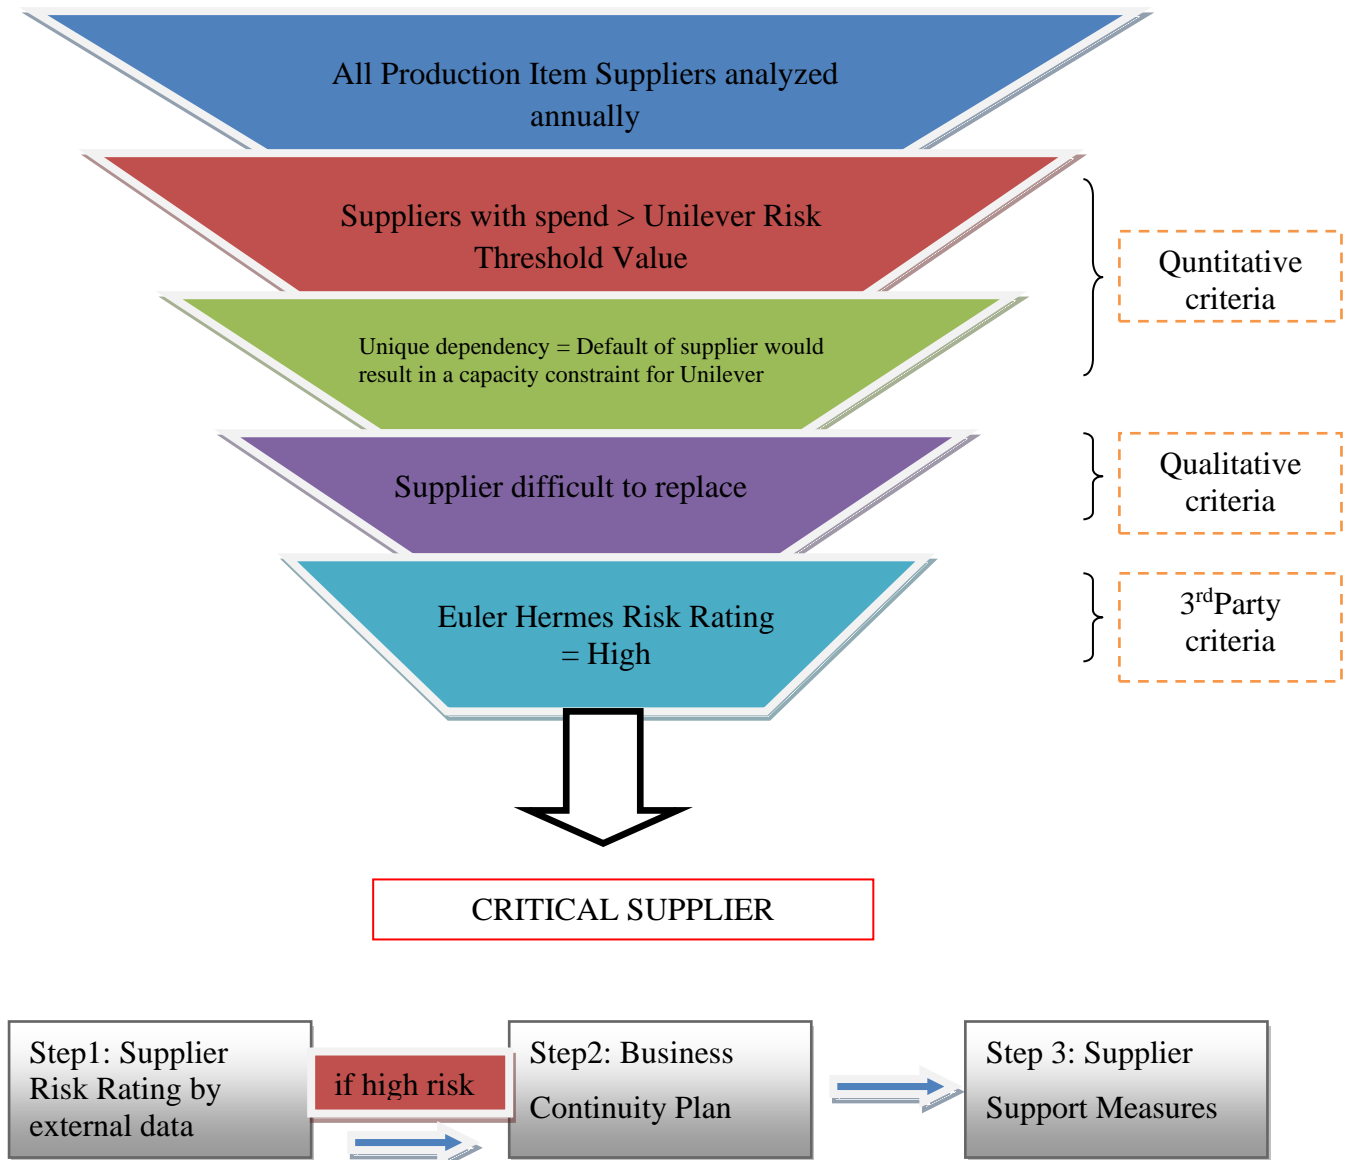 All Production Item Suppliers analyzed
annually
Suppliers with spend > Unilever Risk
Threshold Value
Quntitative
criteria
Unique dependency = Default of supplier would
result in a capacity constraint for Unilever
Supplier difficult to replace
Qualitative
criteria
Euler Hermes Risk Rating
= High
3rdParty
criteria
CRITICAL SUPPLIER
Step1: Supplier
Risk Rating by
external data
if high risk
Step2: Business
Continuity Plan
Step 3: Supplier
Support Measures